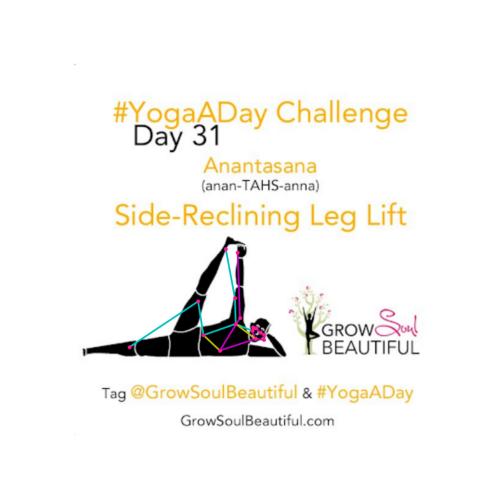 #YogaADay Challenge
Day 31
Anantasana
(anan-TAHS-anna)
Side-Reclining Leg Lift
GROW Soul
BEAUTIFUL
Tag @GrowSoulBeautiful & #YogaADay
GrowSoulBeautiful.com